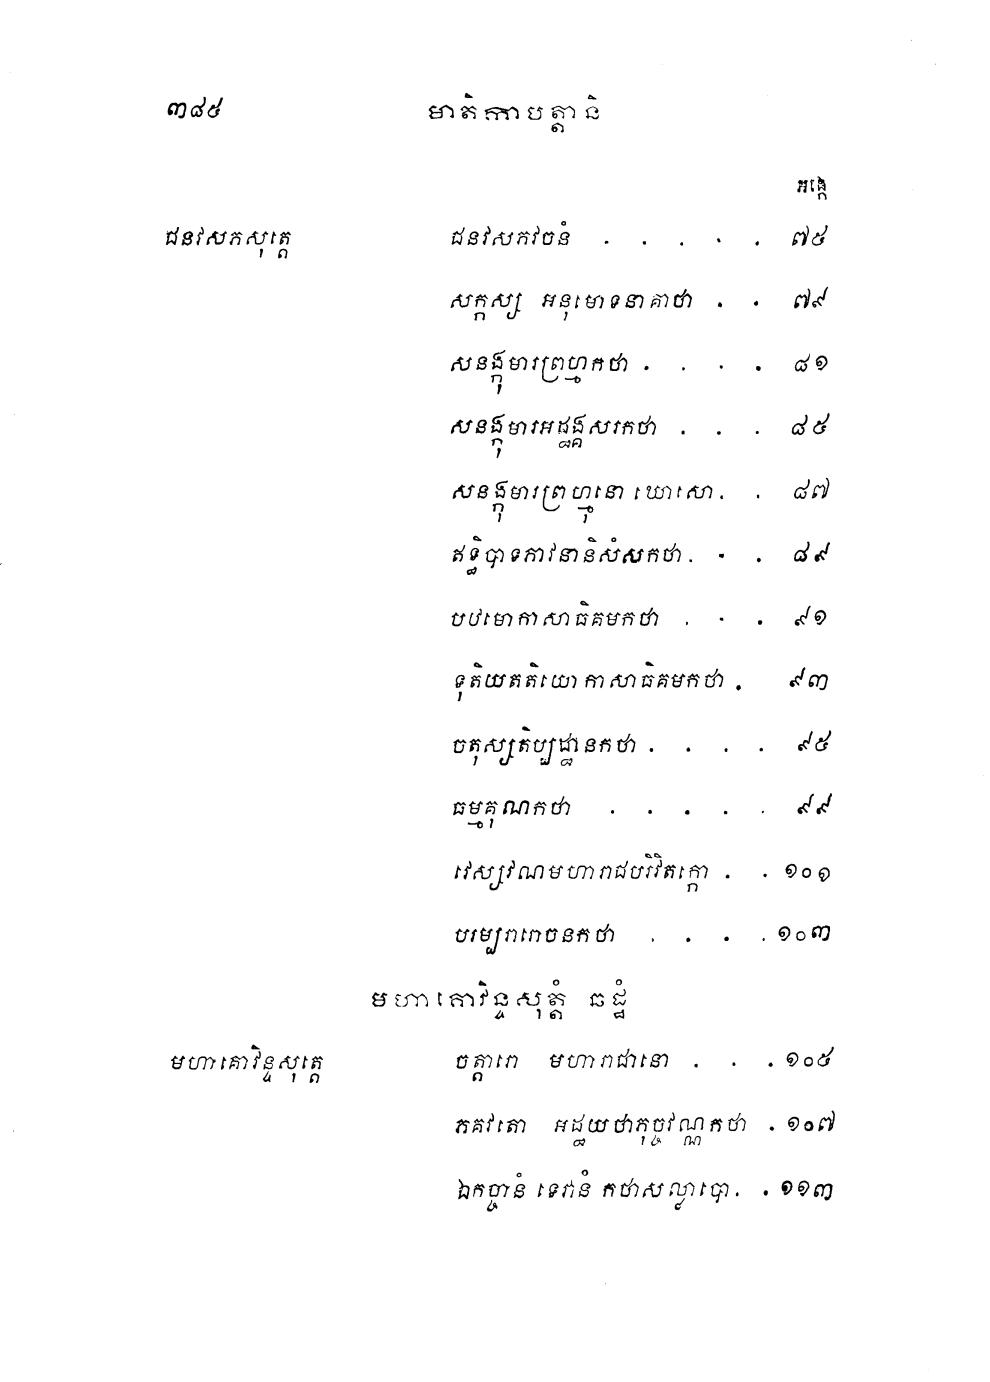 ៣៨៥ មាតិកាបត្តានិ
អង្កេ
ជនវសភសុត្តេ ជនវសភវចនំ . . . . . ៧៥
សក្កស្ស អនុមោទនាគាថា . . ៧៩
សនង្កុមារព្រហ្មកថា . . . . ៨១
សនង្កុមារអដ្ឋង្គសរកថា . . . ៨៥
សនង្កុមារព្រហ្មុនោ ឃោសោ . . ៨៧
ឥទ្ធិបាទភាវនានិសំសកថា . . . ៨៩
បឋមោកាសាធិគមកថា . . . ៩១
ទុតិយតតិយោកាសាធិគមកថា . ៩៣
ចតុស្សតិប្បដ្ឋានកថា . . . . ៩៥
ធម្មគុណកថា . . . . . ៩៩
វេស្សវណមហារាជបរិវិតក្កោ . . ១០១
បរម្បរារោចនកថា . . . . ១០៣
មហាគោវិន្ទសុត្តំ ឆដ្ឋំ
មហាគោវិន្ទសុត្តេ ចត្តារោ មហារាជានោ . . . ១០៥
ភគវតោ អដ្ឋយថាភុច្ចវណ្ណកថា . ១០៧
ឯកច្ចានំ ទេវានំ កថាសល្លាបោ . . ១១៣